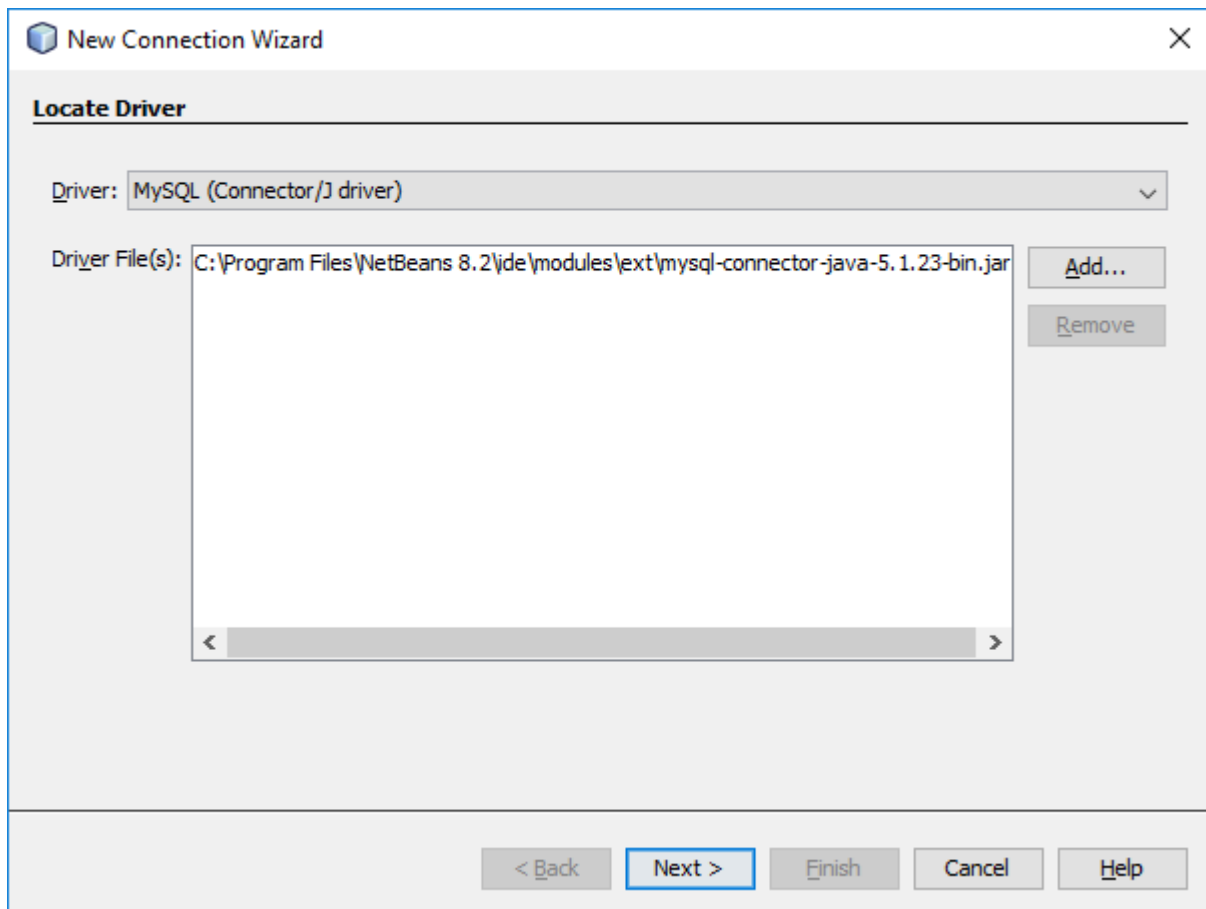 New Connection Wizard
Locate Driver
Driver: MySQL (Connector/J driver)
Driver File(s): C:\Program Files\NetBeans 8.2\ide\modules\ext\mysql-connector-java-5.1.23-bin.jar Add...
Remove
< Back Next > Finish Cancel Help